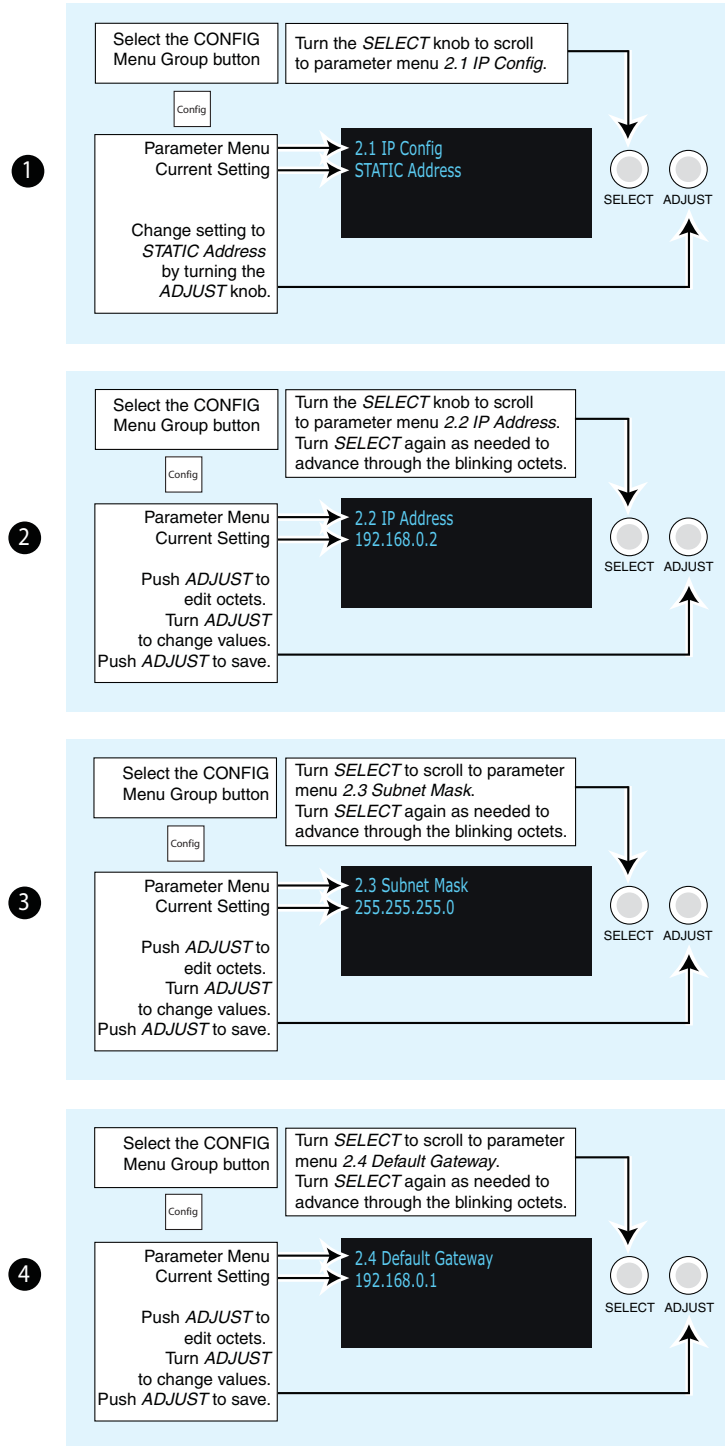 1
Select the CONFIG
Menu Group button
Turn the SELECT knob to scroll
to parameter menu 2.1 IP Config.
Config
Parameter Menu
Current Setting
2.1 IP Config
STATIC Address
SELECT ADJUST
Change setting to
STATIC Address
by turning the
ADJUST knob.
2
Select the CONFIG
Menu Group button
Turn the SELECT knob to scroll
to parameter menu 2.2 IP Address.
Turn SELECT again as needed to
advance through the blinking octets.
Config
Parameter Menu
Current Setting
2.2 IP Address
192.168.0.2
SELECT ADJUST
Push ADJUST to
edit octets.
Turn ADJUST
to change values.
Push ADJUST to save.
3
Select the CONFIG
Menu Group button
Turn SELECT to scroll to parameter
menu 2.3 Subnet Mask.
Turn SELECT again as needed to
advance through the blinking octets.
Config
Parameter Menu
Current Setting
2.3 Subnet Mask
255.255.255.0
SELECT ADJUST
Push ADJUST to
edit octets.
Turn ADJUST
to change values.
Push ADJUST to save.
4
Select the CONFIG
Menu Group button
Turn SELECT to scroll to parameter
menu 2.4 Default Gateway.
Turn SELECT again as needed to
advance through the blinking octets.
Config
Parameter Menu
Current Setting
2.4 Default Gateway
192.168.0.1
SELECT ADJUST
Push ADJUST to
edit octets.
Turn ADJUST
to change values.
Push ADJUST to save.